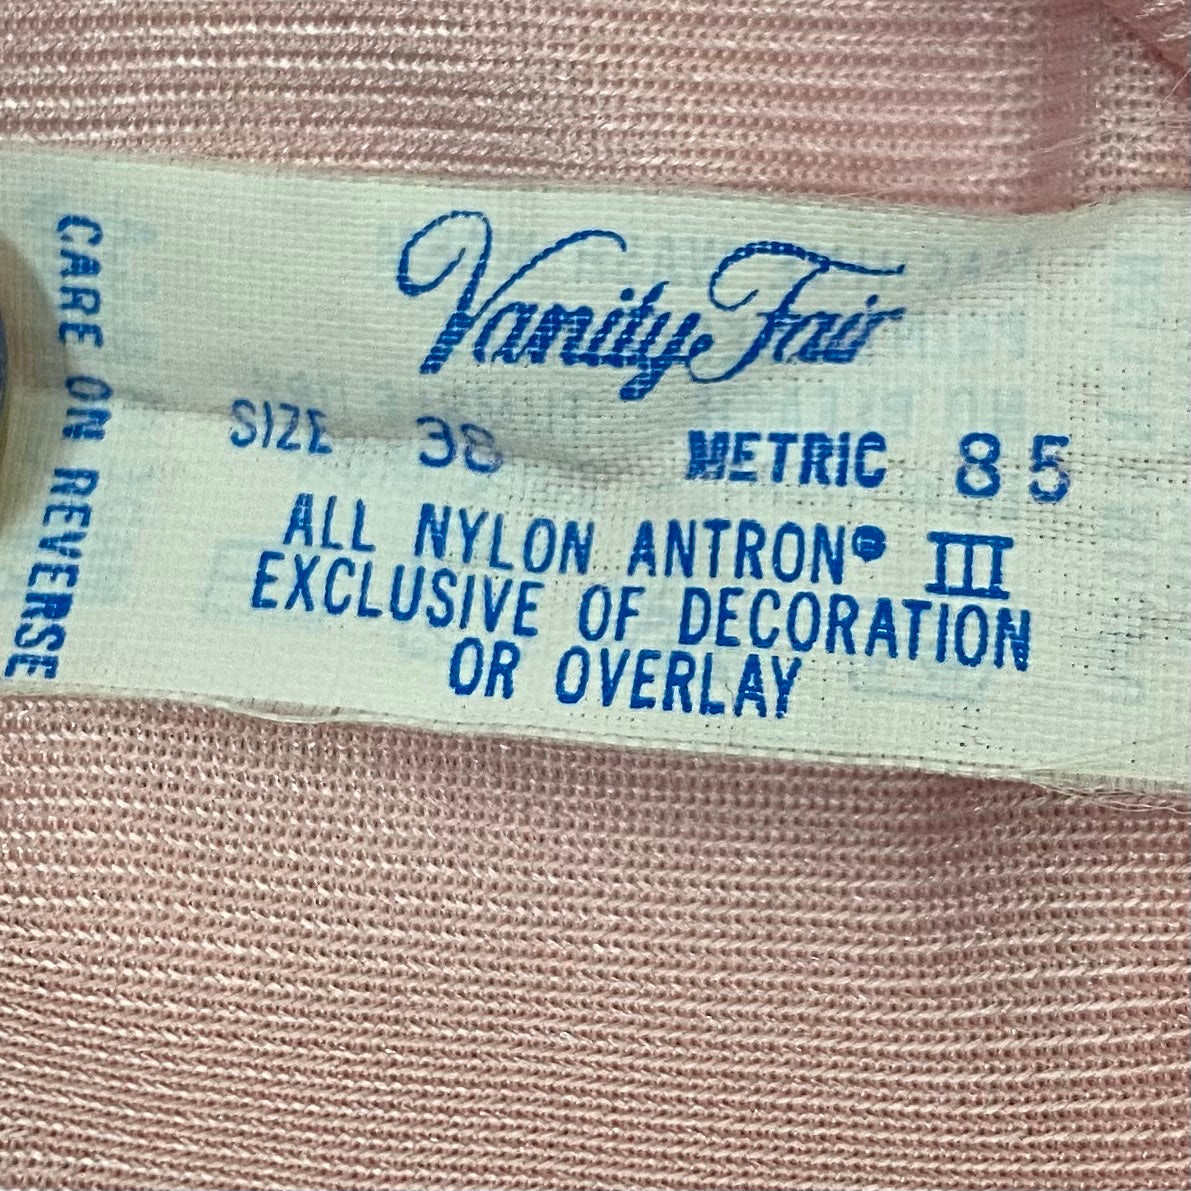 Vanity Fair
SIZE 38 METRIC 85
ALL NYLON ANTRON® III
EXCLUSIVE OF DECORATION
OR OVERLAY
CARE ON REVERSE